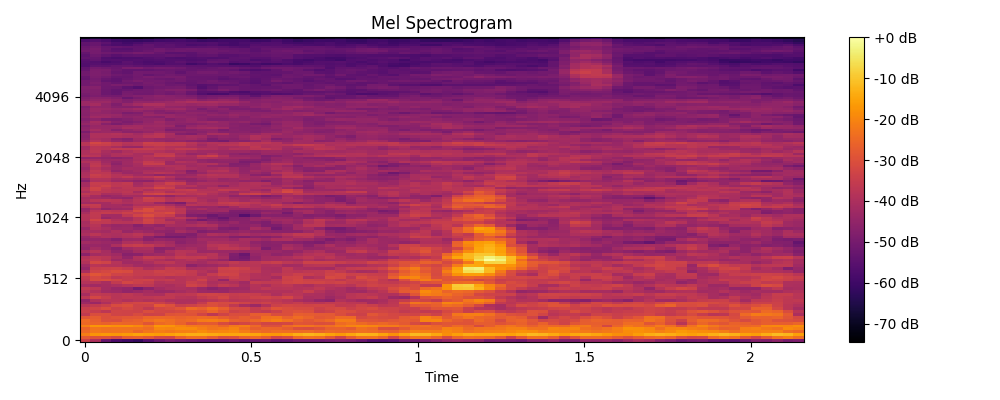 Mel Spectrogram
Hz
4096
2048
1024
512
0
0
0.5
1
1.5
2
Time
+0 dB
-10 dB
-20 dB
-30 dB
-40 dB
-50 dB
-60 dB
-70 dB